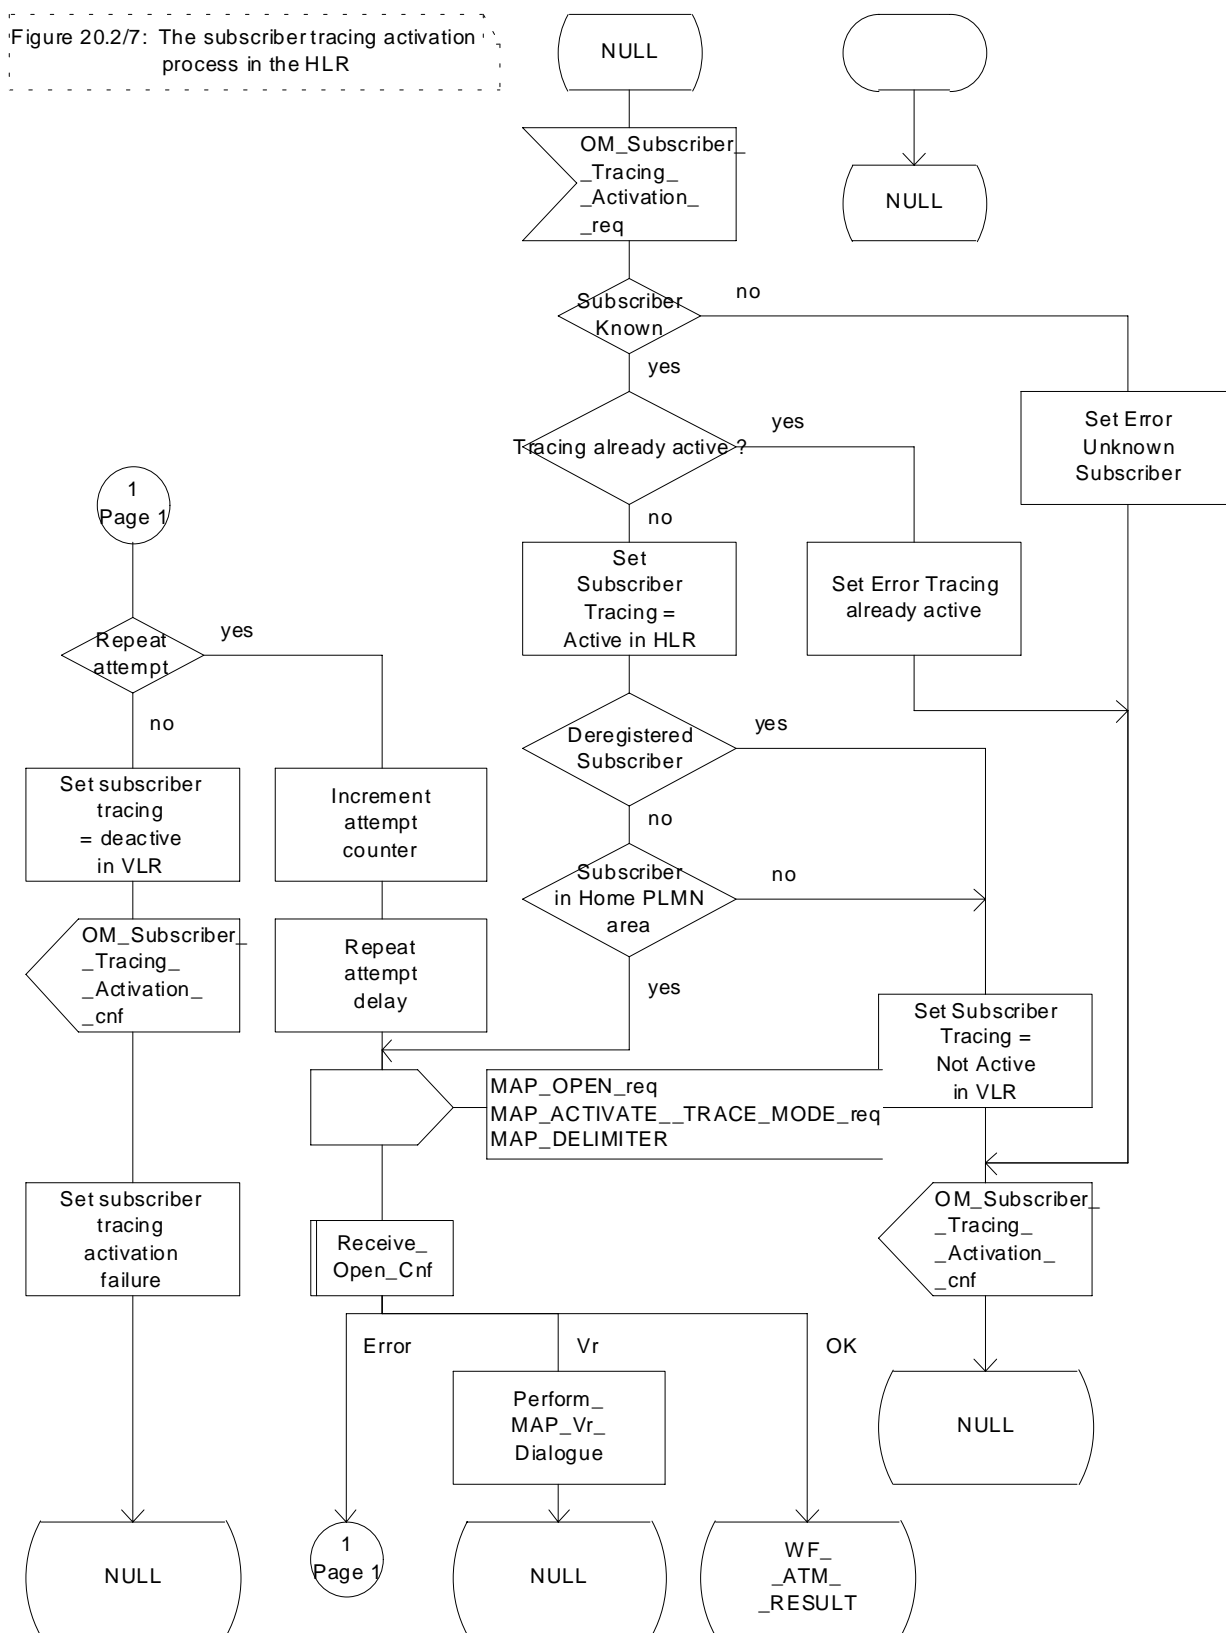 Figure 20.2/7: The subscriber tracing activation
process in the HLR
NULL
OM_Subscriber_
_Tracing_
_Activation_
_req
NULL
Subscriber
Known
no
yes
Set Error
Unknown
Subscriber
Tracing already active ?
yes
no
1
Page 1
Set
Subscriber
Tracing =
Active in HLR
Set Error Tracing
already active
Repeat
attempt
yes
no
Deregistered
Subscriber
yes
no
Set subscriber
tracing
= deactive
in VLR
Increment
attempt
counter
Subscriber
in Home PLMN
area
no
yes
OM_Subscriber_
_Tracing_
_Activation_
_cnf
Repeat
attempt
delay
Set Subscriber
Tracing =
Not Active
in VLR
MAP_OPEN_req
MAP_ACTIVATE__TRACE_MODE_req
MAP_DELIMITER
Set subscriber
tracing
activation
failure
Receive_
Open_Cnf
OM_Subscriber_
_Tracing_
_Activation_
_cnf
Error
Vr
OK
Perform_
MAP_Vr_
Dialogue
NULL
NULL
1
Page 1
NULL
WF_
_ATM_
_RESULT